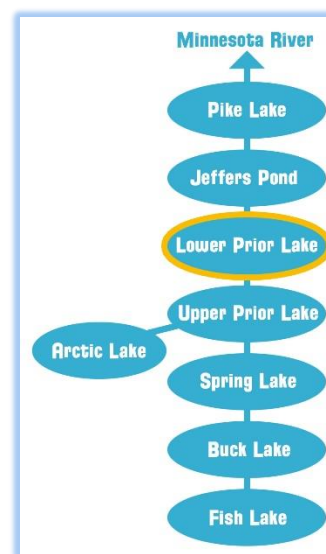 Minnesota River
Pike Lake
Jeffers Pond
Lower Prior Lake
Upper Prior Lake
Arctic Lake
Spring Lake
Buck Lake
Fish Lake